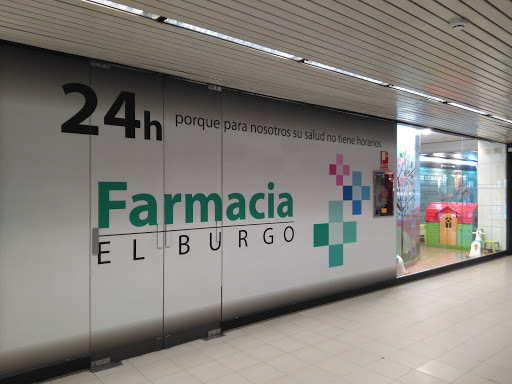 24h
porque para nosotros su salud no tiene horarios
Farmacia
EL BURGO